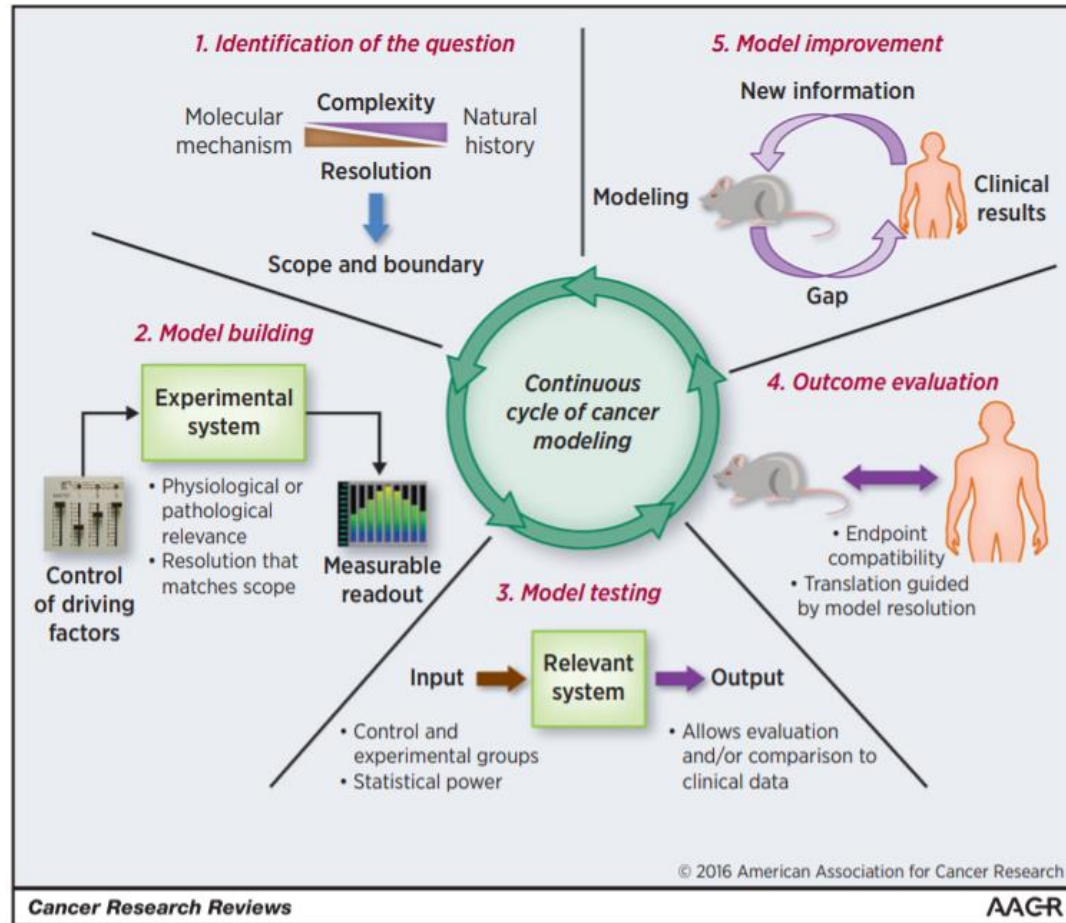 1. Identification of the question
Complexity
Molecular
mechanism
Natural
history
Resolution
Scope and boundary
5. Model improvement
New information
Modeling
Clinical
results
Gap
2. Model building
Experimental
system
• Physiological or
pathological
relevance
• Resolution that
matches scope
Control
of driving
factors
Measurable
readout
Continuous
cycle of cancer
modeling
4. Outcome evaluation
• Endpoint
compatibility
• Translation guided
by model resolution
3. Model testing
Input
Relevant
system
Output
• Control and
experimental groups
• Statistical power
• Allows evaluation
and/or comparison to
clinical data
© 2016 American Association for Cancer Research
Cancer Research Reviews
AACR